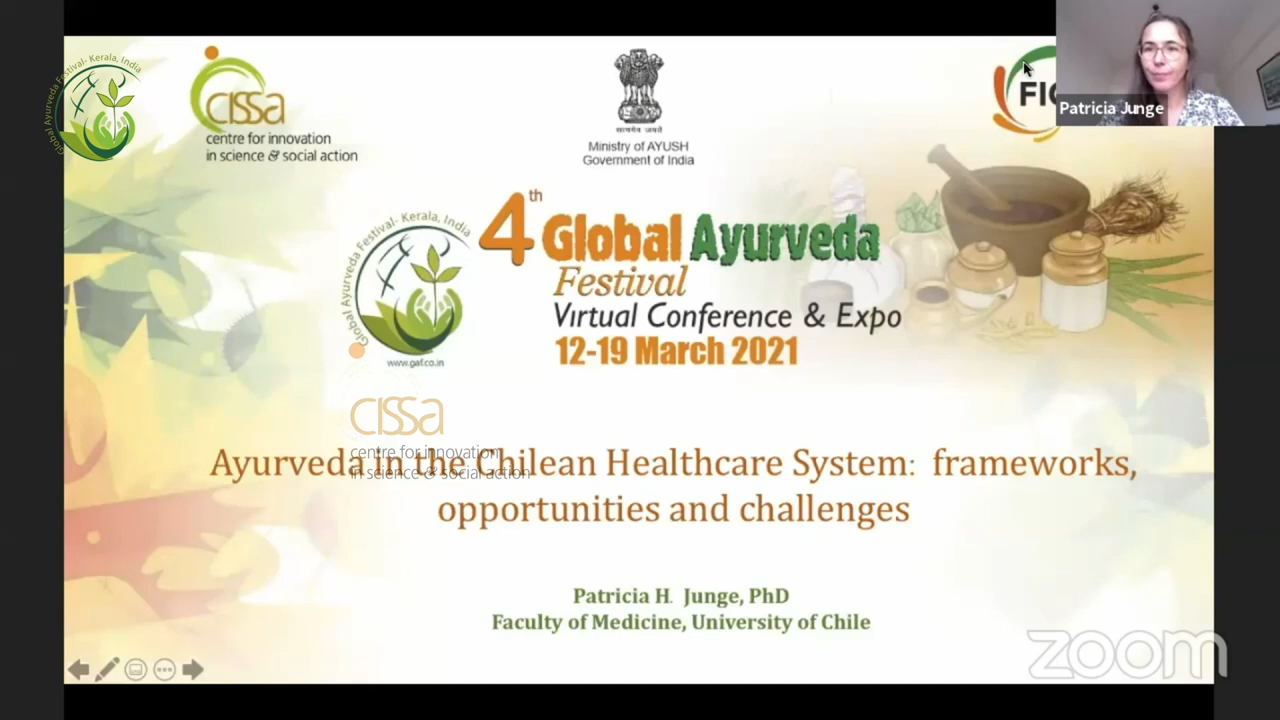 Global Ayurveda Festival- Kerala, India
cissa
centre for innovation
in science & social action
सत्यमेव जयते
Ministry of AYUSH
Government of India
Patricia Junge
4th Global Ayurveda
Festival
Virtual Conference & Expo
12-19 March 2021
Global Ayurveda Festival- Kerala, India
www.gaf.co.in
cissa
centre for innovation
in science & social action
Ayurveda in the Chilean Healthcare System: frameworks,
opportunities and challenges
Patricia H. Junge, PhD
Faculty of Medicine, University of Chile
zoom